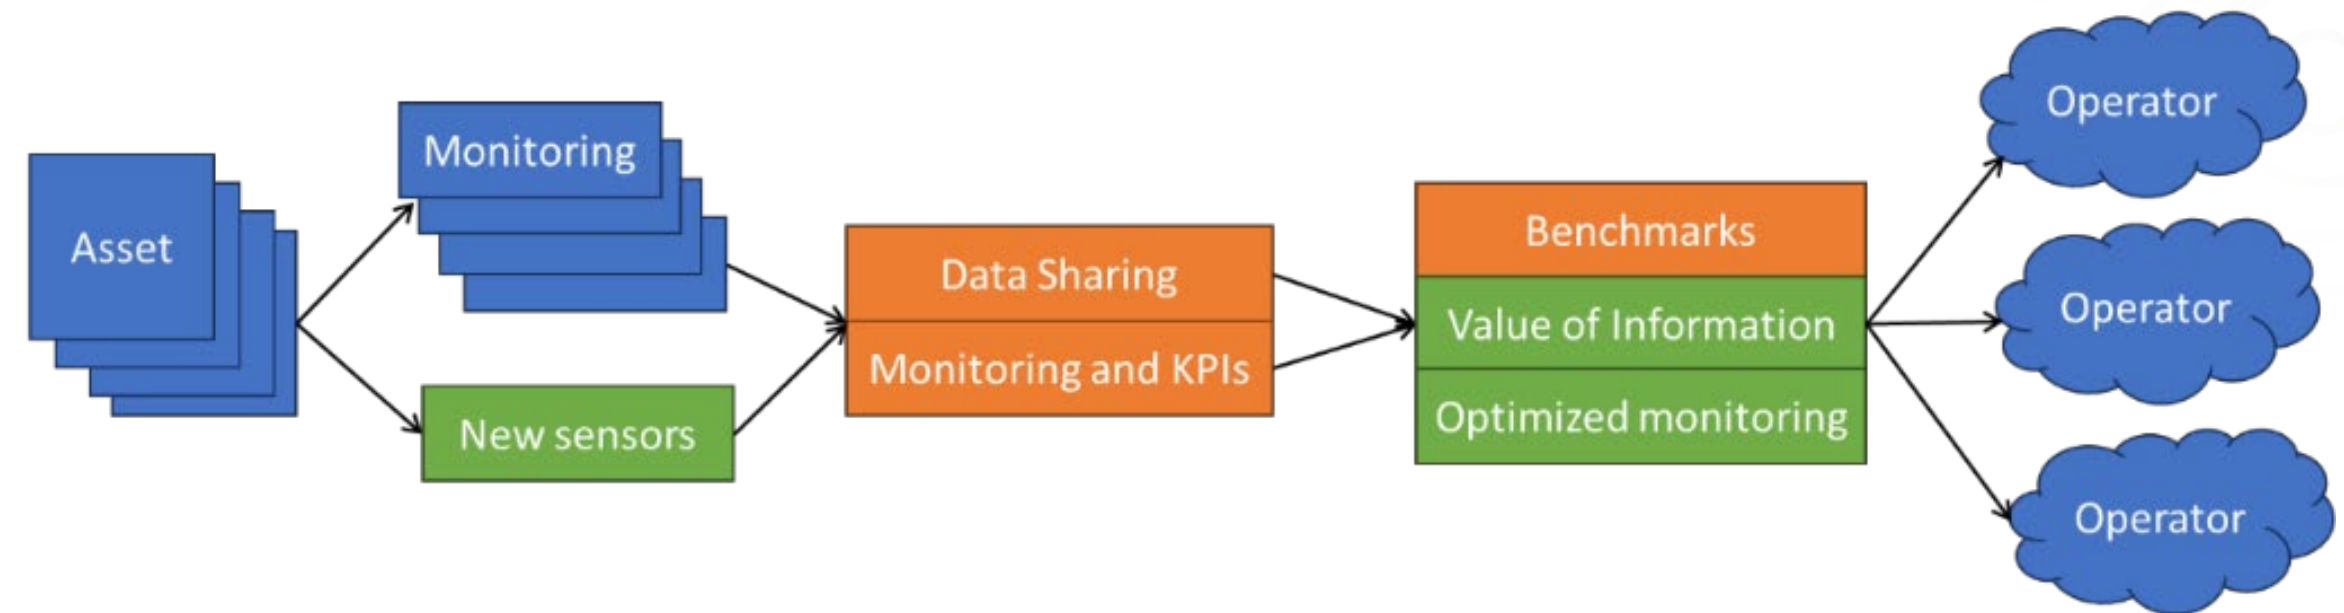 Asset
Monitoring
New sensors
Data Sharing
Monitoring and KPIs
Benchmarks
Value of Information
Optimized monitoring
Operator
Operator
Operator